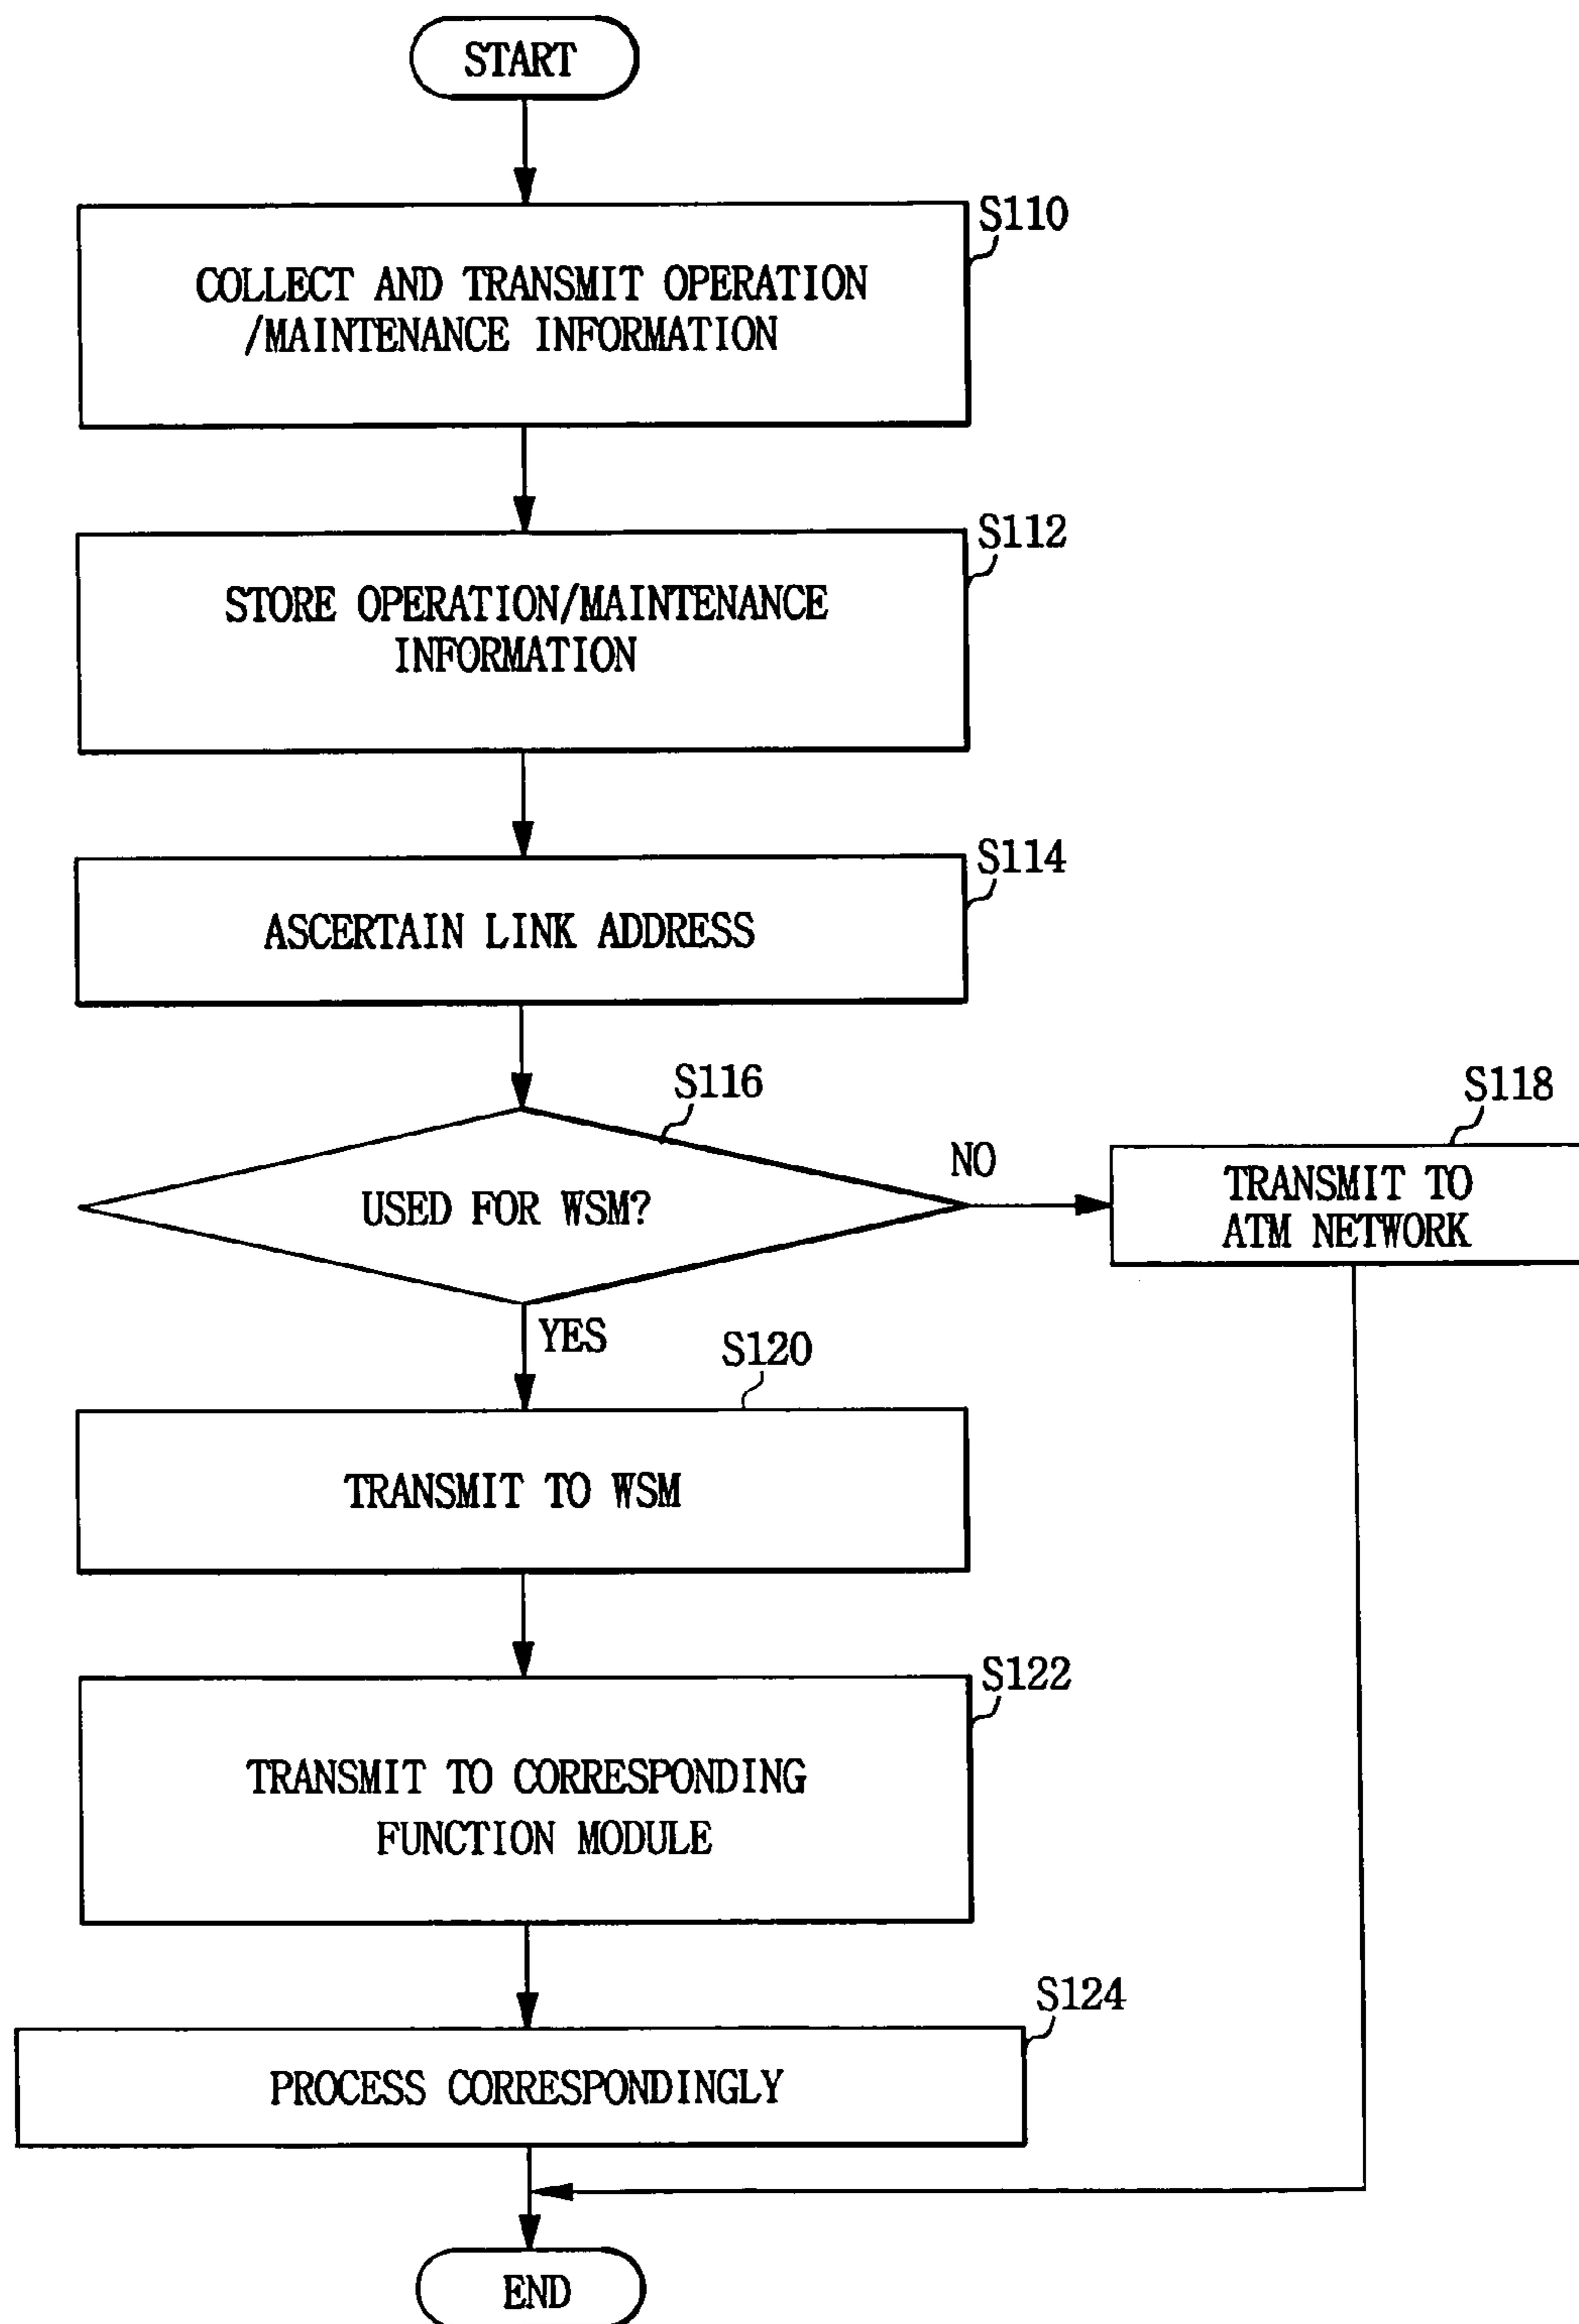 START
S110
COLLECT AND TRANSMIT OPERATION
/MAINTENANCE INFORMATION
S112
STORE OPERATION/MAINTENANCE
INFORMATION
S114
ASCERTAIN LINK ADDRESS
S116
USED FOR WSM?
NO
S118
TRANSMIT TO
ATM NETWORK
YES
S120
TRANSMIT TO WSM
S122
TRANSMIT TO CORRESPONDING
FUNCTION MODULE
S124
PROCESS CORRESPONDINGLY
END